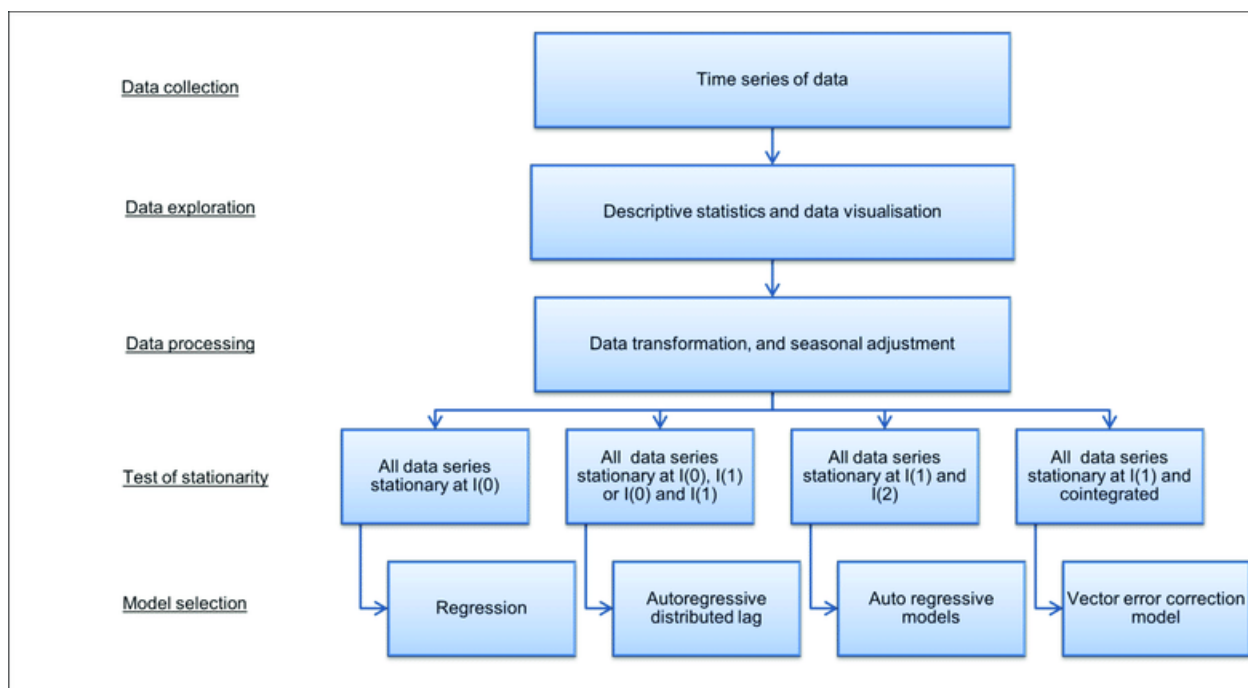 Data collection
Time series of data
Data exploration
Descriptive statistics and data visualisation
Data processing
Data transformation, and seasonal adjustment
Test of stationarity
All data series
stationary at I(0)
All data series
stationary at I(0), I(1)
or I(0) and I(1)
All data series
stationary at I(1) and
I(2)
All data series
stationary at I(1) and
cointegrated
Model selection
Regression
Autoregressive
distributed lag
Auto regressive
models
Vector error correction
model